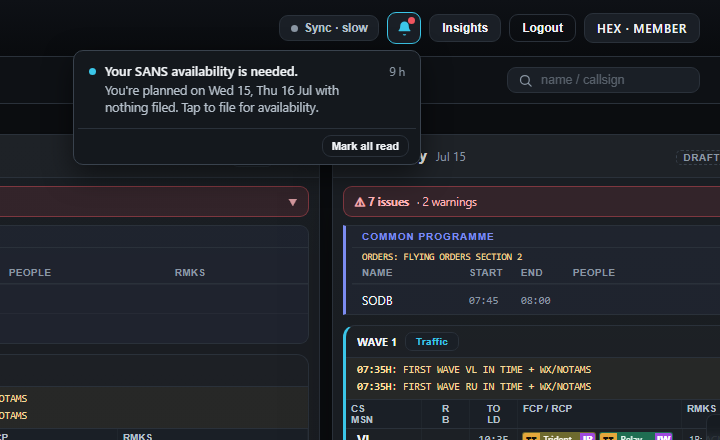 Sync · slow
Insights
Logout
HEX · MEMBER
Your SANS availability is needed.
9 h
You're planned on Wed 15, Thu 16 Jul with
nothing filed. Tap to file for availability.
Mark all read
name / callsign
y Jul 15
DRAFT
▼
⚠ 7 issues · 2 warnings
PEOPLE
RMKS
COMMON PROGRAMME
ORDERS: FLYING ORDERS SECTION 2
NAME START END PEOPLE
SODB 07:45 08:00
WAVE 1 Traffic
OTAMS
OTAMS
07:35H: FIRST WAVE VL IN TIME + WX/NOTAMS
07:35H: FIRST WAVE RU IN TIME + WX/NOTAMS
CS
MSN
R
B
TO
LD
FCP / RCP
RMKS
CP
RMKS
VL
10:35
Trident
Relay